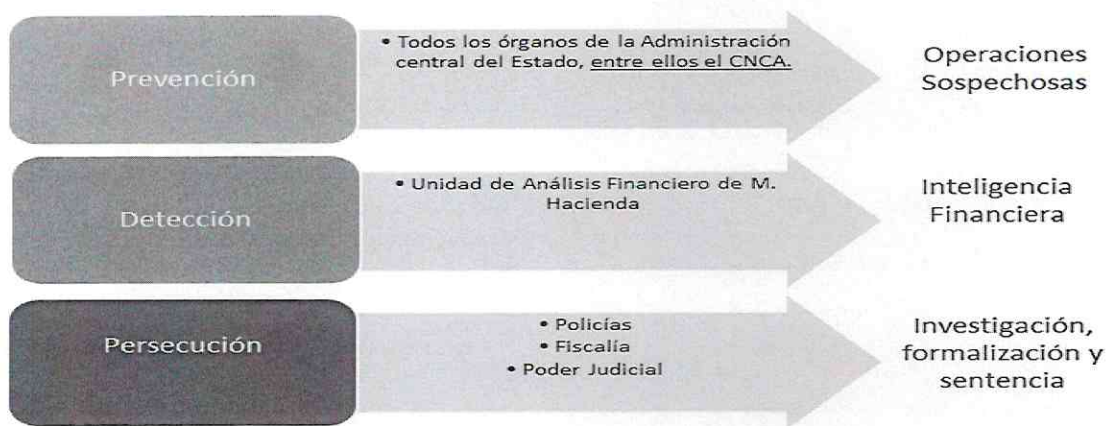 Prevención
• Todos los órganos de la Administración
central del Estado, entre ellos el CNCA.
Operaciones
Sospechosas
Detección
• Unidad de Análisis Financiero de M.
Hacienda
Inteligencia
Financiera
Persecución
• Policías
• Fiscalía
• Poder Judicial
Investigación,
formalización y
sentencia